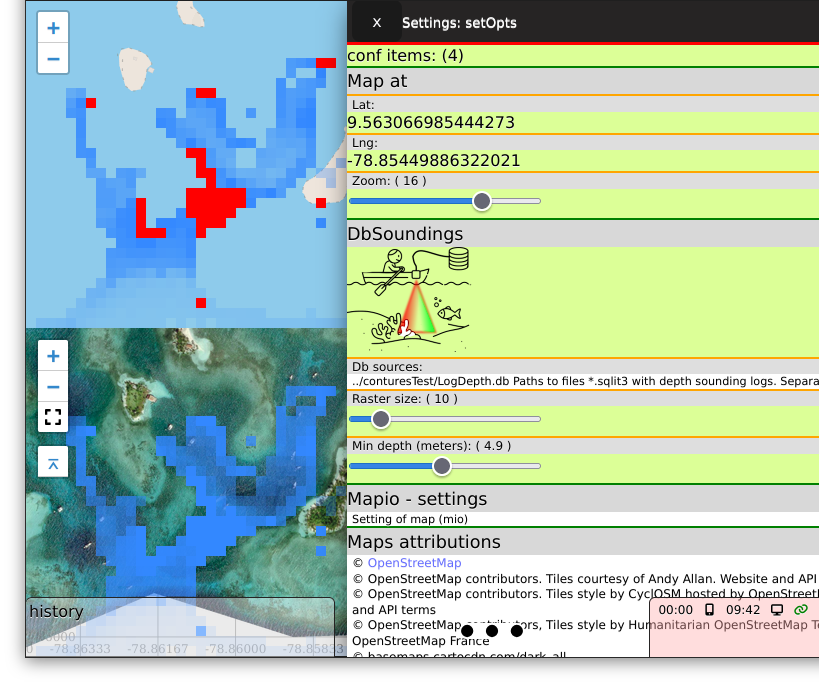 +
−
x Settings: setOpts
conf items: (4)
Map at
Lat:
9.563066985444273
Lng:
-78.85449886322021
Zoom: ( 16 )
DbSoundings
Db sources:
../conturesTest/LogDepth.db Paths to files *.sqlit3 with depth sounding logs. Separa
Raster size: ( 10 )
Min depth (meters): ( 4.9 )
Mapio - settings
Setting of map (mio)
Maps attributions
© OpenStreetMap
© OpenStreetMap contributors. Tiles courtesy of Andy Allan. Website and API
© OpenStreetMap contributors. Tiles style by CyclOSM hosted by OpenStreetM
and API terms
© OpenStreetMap contributors, Tiles style by Humanitarian OpenStreetMap Te
OpenStreetMap France
© basemaps.cartocdn.com/dark_all
+
−
history
-78.86333 -78.86167 -78.86000 -78.85833
00:00 09:42